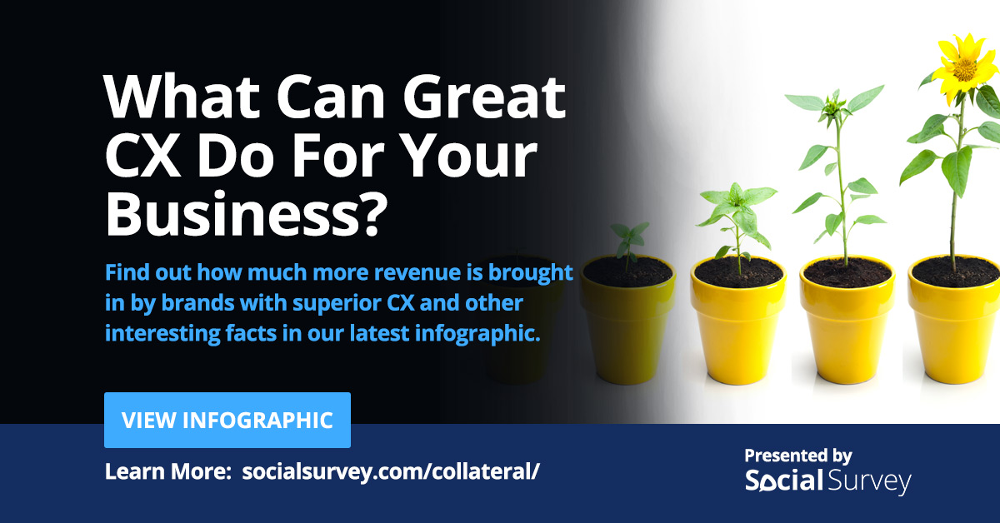 What Can Great
CX Do For Your
Business?
Find out how much more revenue is brought
in by brands with superior CX and other
interesting facts in our latest infographic.
VIEW INFOGRAPHIC
Learn More: socialsurvey.com/collateral/
Presented by
SocialSurvey